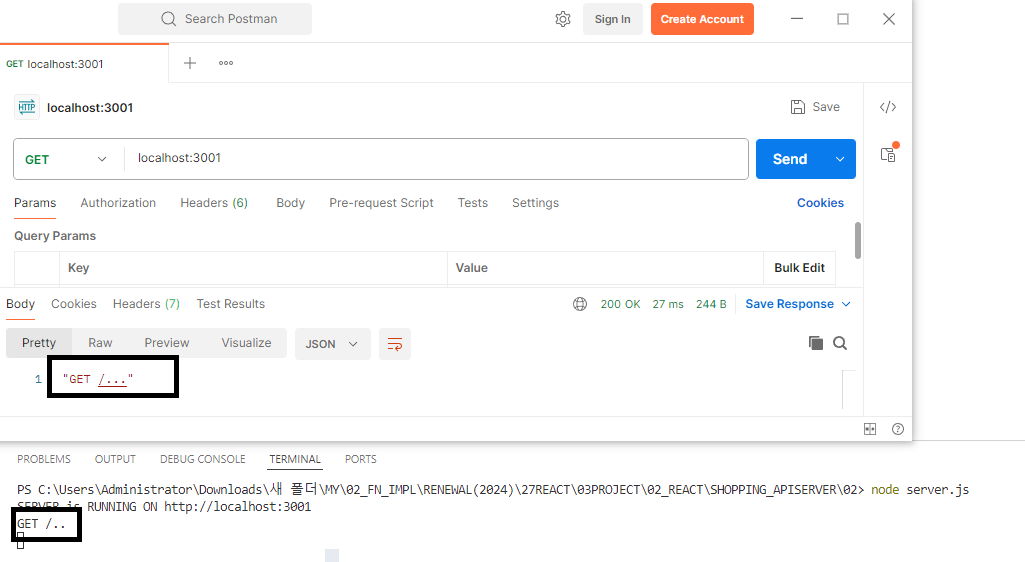 Search Postman
Sign In
Create Account
GET localhost:3001
HTTP localhost:3001
Save
GET localhost:3001
Send
Params Authorization Headers (6) Body Pre-request Script Tests Settings Cookies
Query Params
Key Value Bulk Edit
Body Cookies Headers (7) Test Results 200 OK 27 ms 244 B Save Response
Pretty Raw Preview Visualize JSON
1 "GET /..."
PROBLEMS OUTPUT DEBUG CONSOLE TERMINAL PORTS
PS C:\Users\Administrator\Downloads\새 폴더\MY\02_FN_IMPL\RENEWAL(2024)\27REACT\03PROJECT\02_REACT\SHOPPING_APISERVER\02> node server.js
SERVER is RUNNING ON http://localhost:3001
GET /..